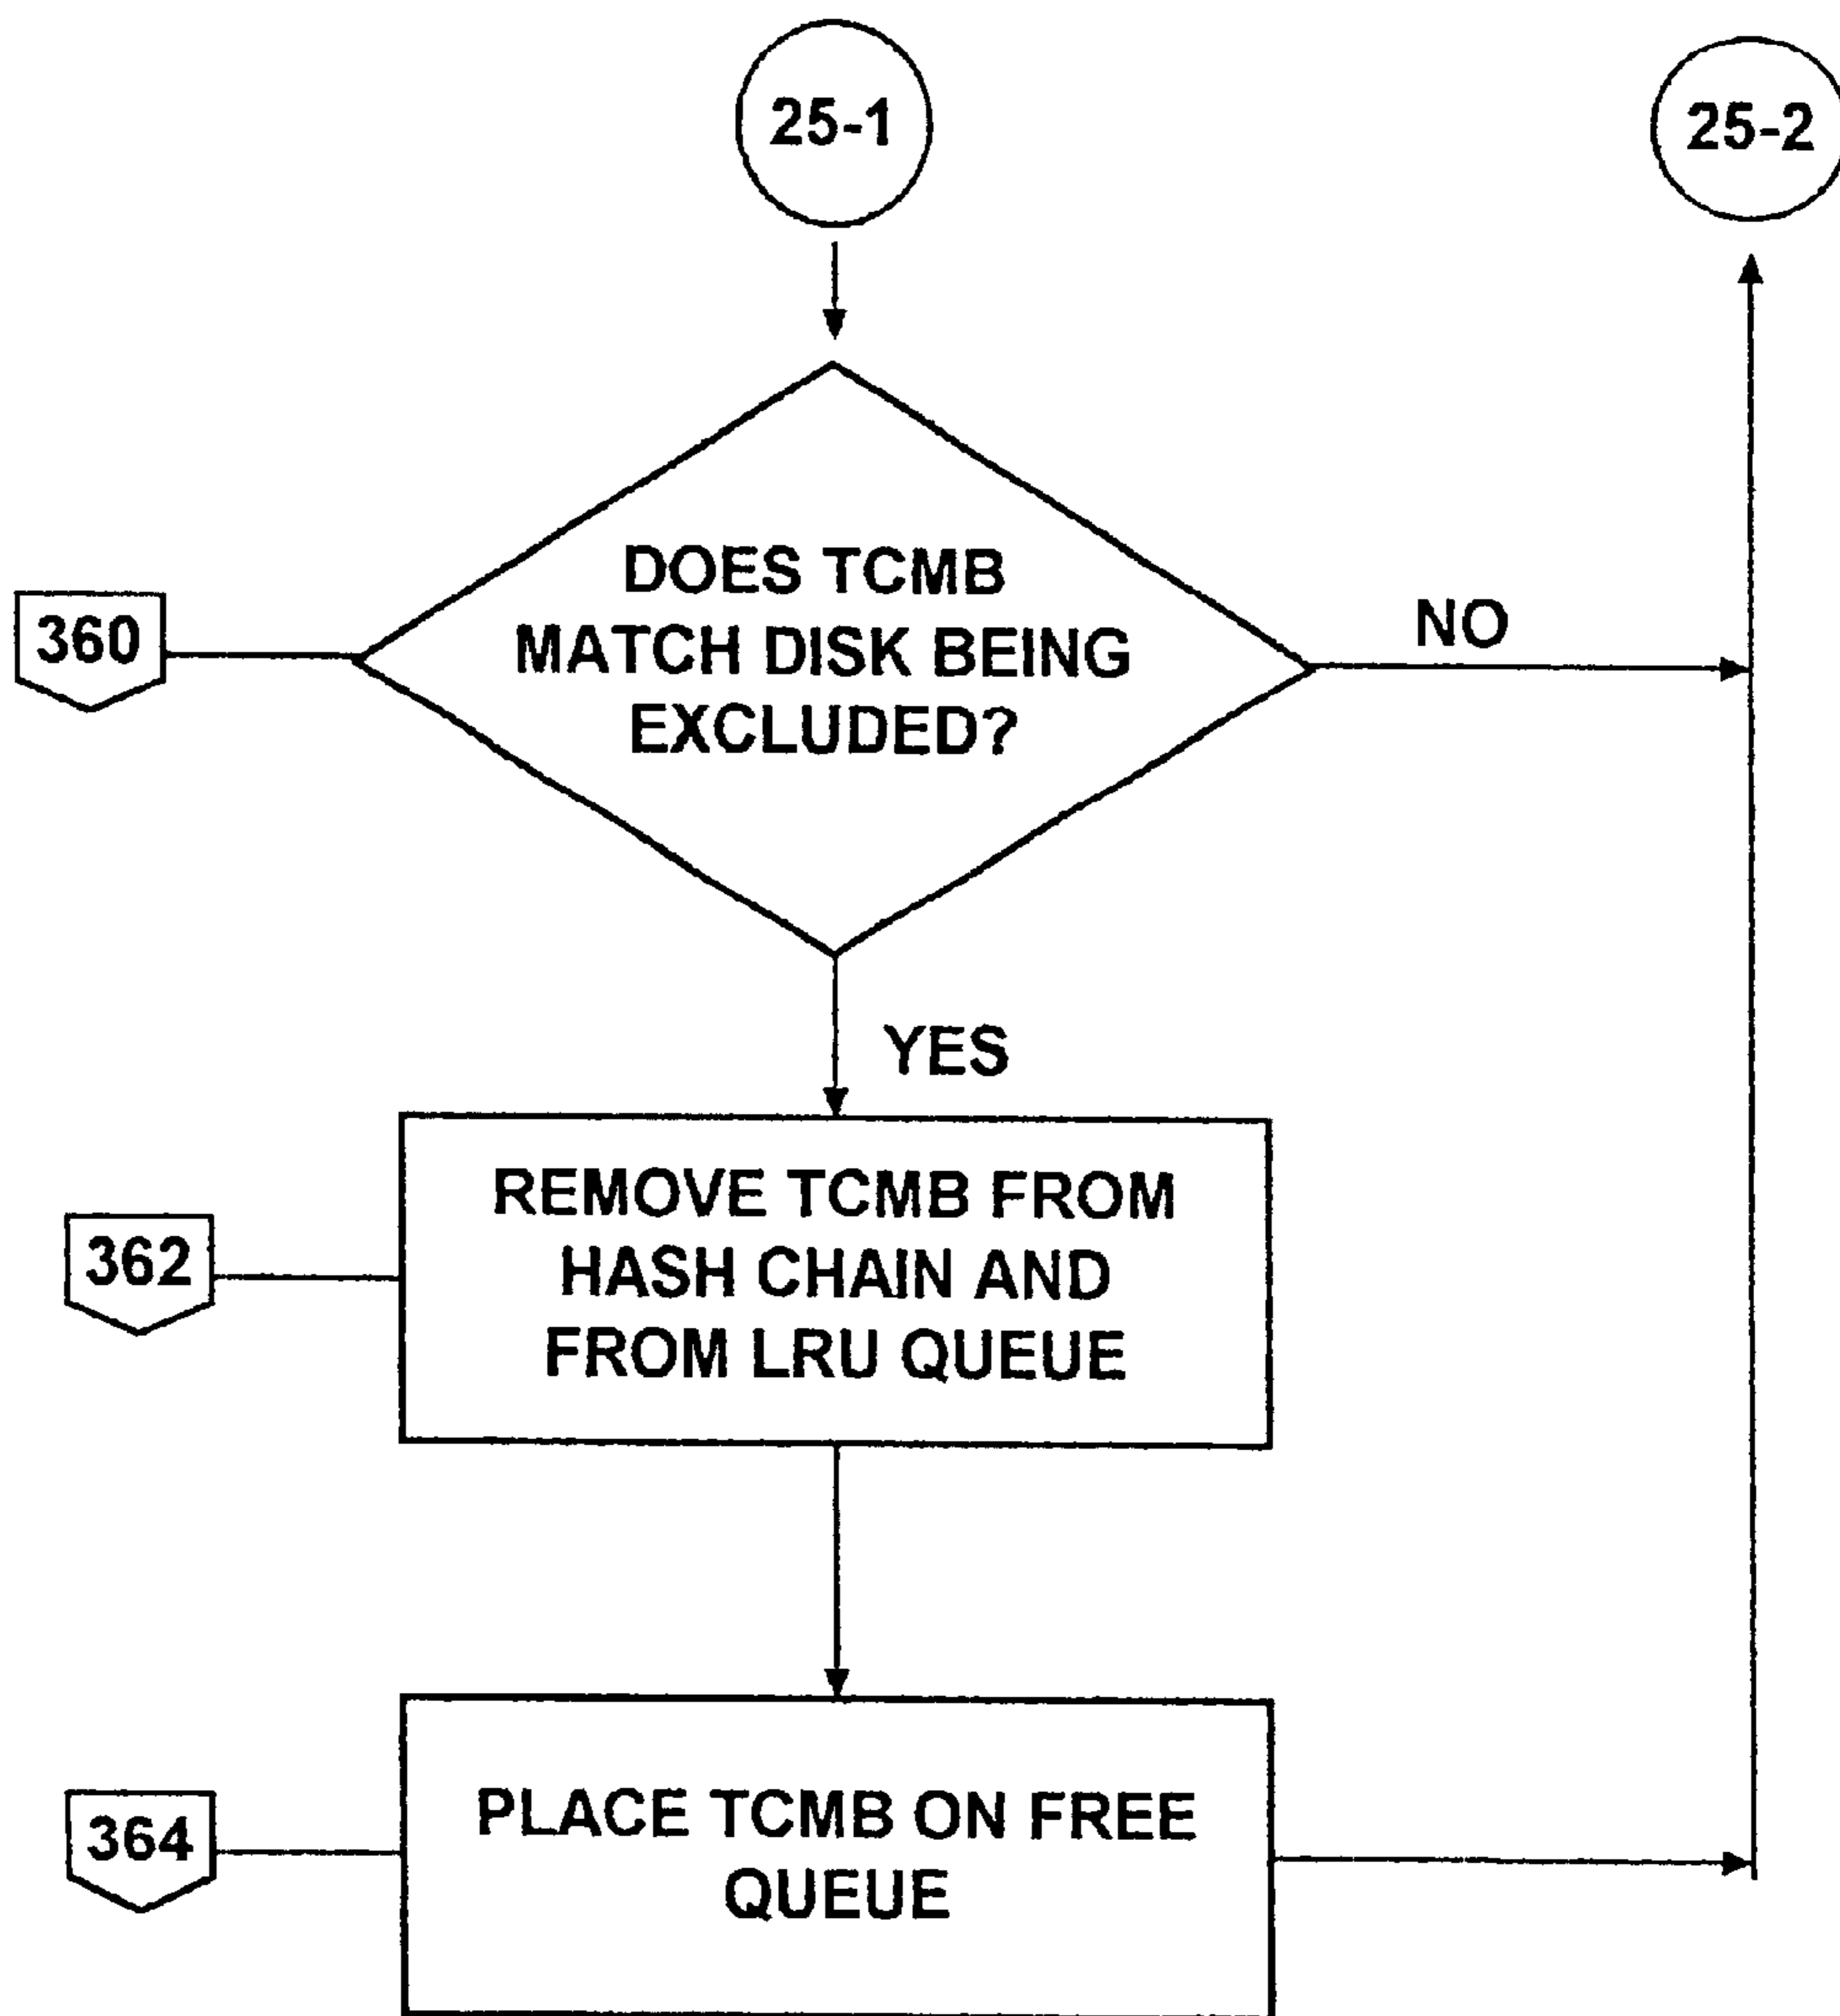 25-1
25-2
DOES TCMB
MATCH DISK BEING
EXCLUDED?
360
NO
YES
REMOVE TCMB FROM
HASH CHAIN AND
FROM LRU QUEUE
362
PLACE TCMB ON FREE
QUEUE
364